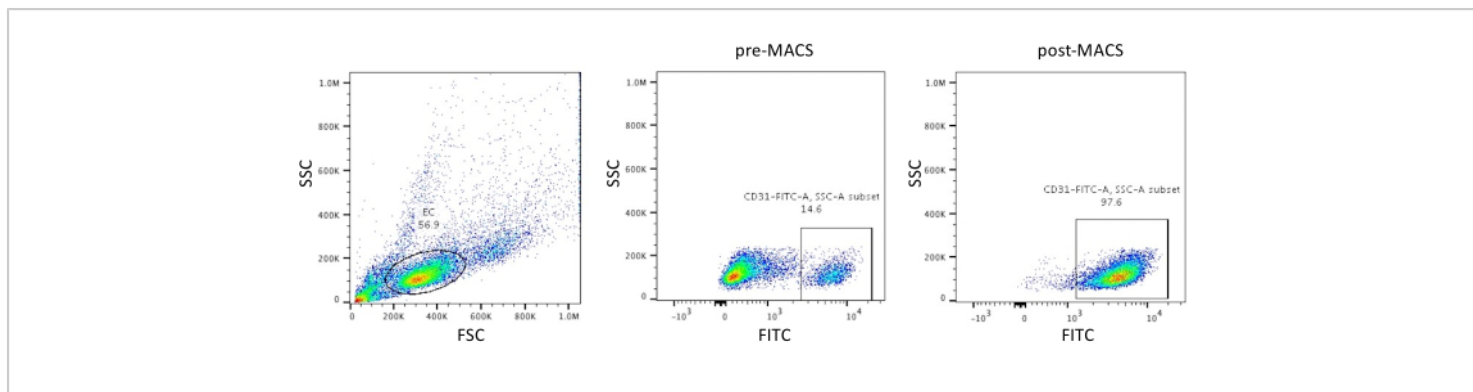 pre-MACS
post-MACS
1.0M
800K
600K
400K
200K
0
SSC
EC
56.9
0
200K
400K
600K
800K
1.0M
FSC
1.0M
800K
600K
400K
200K
0
SSC
CD31-FITC-A, SSC-A subset
14.6
-10³
0
10³
10⁴
FITC
1.0M
800K
600K
400K
200K
0
SSC
CD31-FITC-A, SSC-A subset
97.6
-10³
0
10³
10⁴
FITC